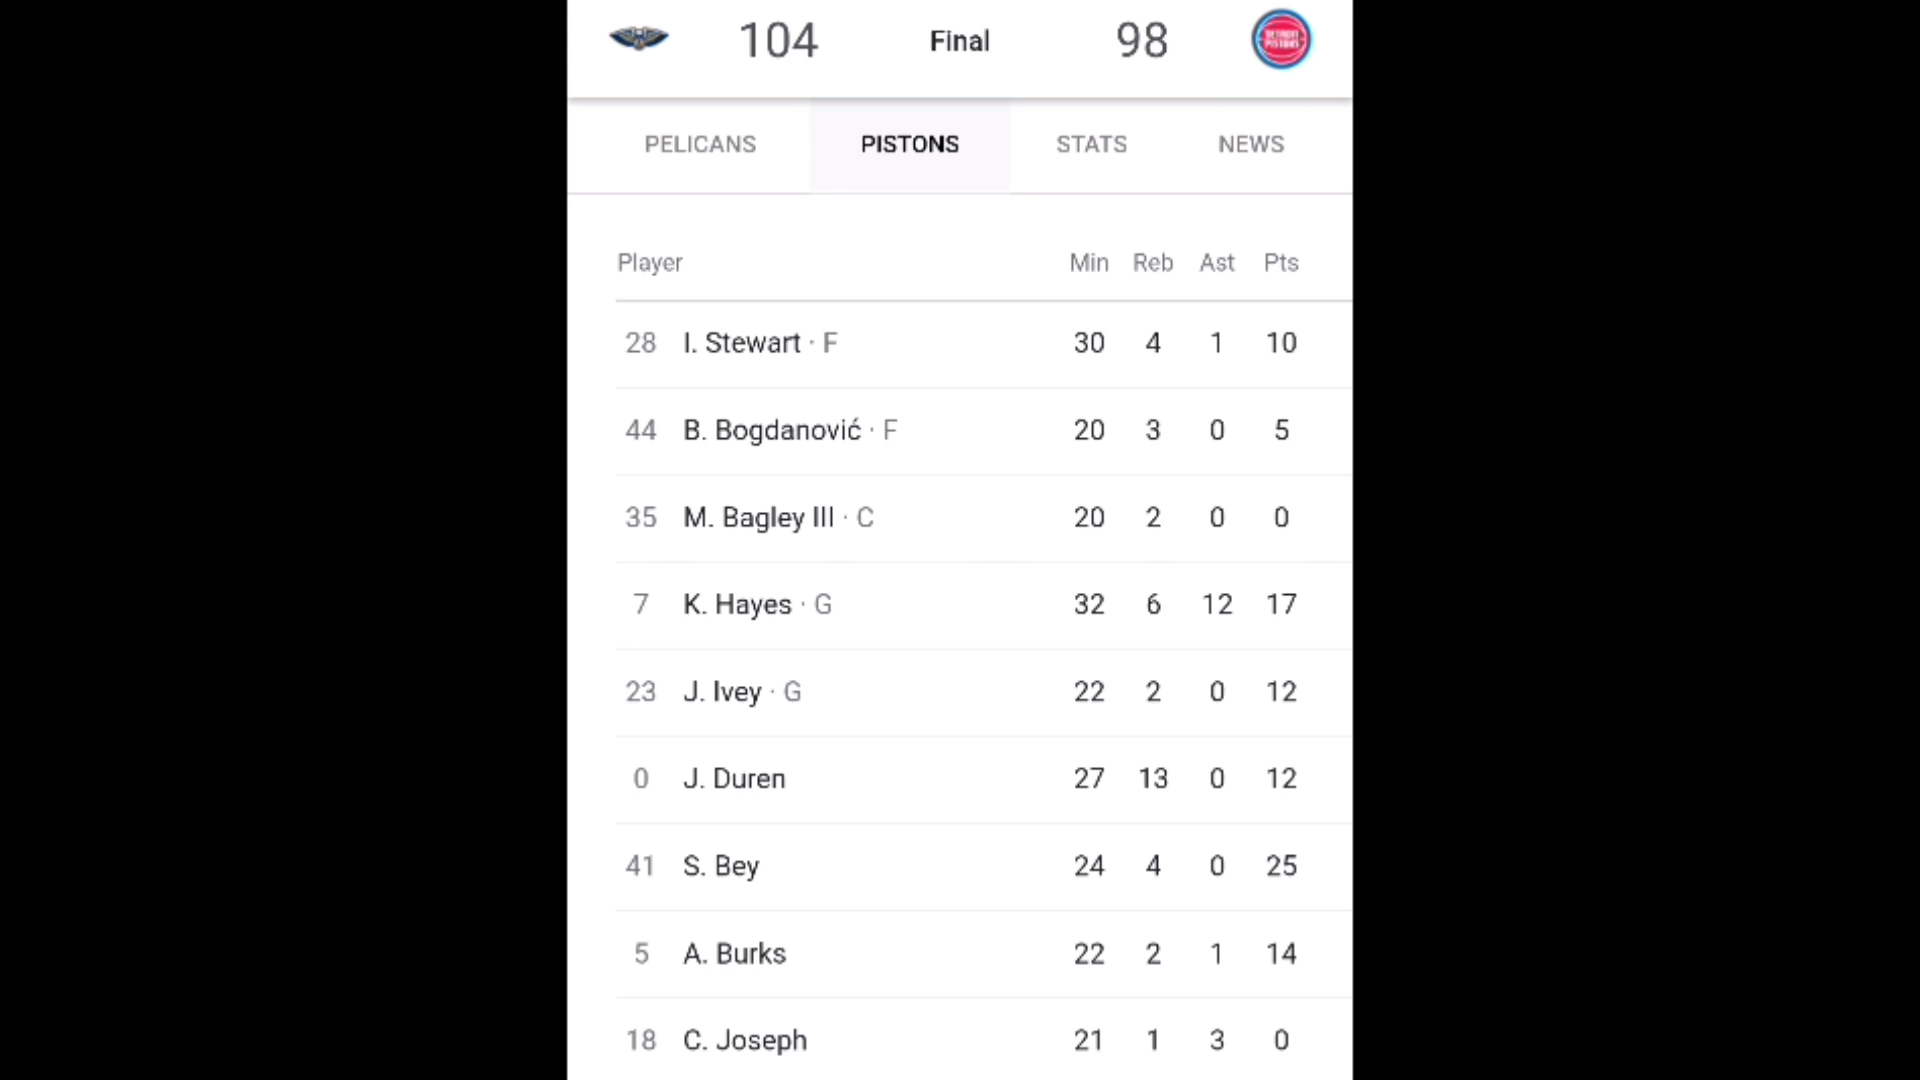 104 Final 98
DETROIT
PISTONS
PELICANS PISTONS STATS NEWS
Player Min Reb Ast Pts
28 I. Stewart · F 30 4 1 10
44 B. Bogdanović · F 20 3 0 5
35 M. Bagley III · C 20 2 0 0
7 K. Hayes · G 32 6 12 17
23 J. Ivey · G 22 2 0 12
0 J. Duren 27 13 0 12
41 S. Bey 24 4 0 25
5 A. Burks 22 2 1 14
18 C. Joseph 21 1 3 0